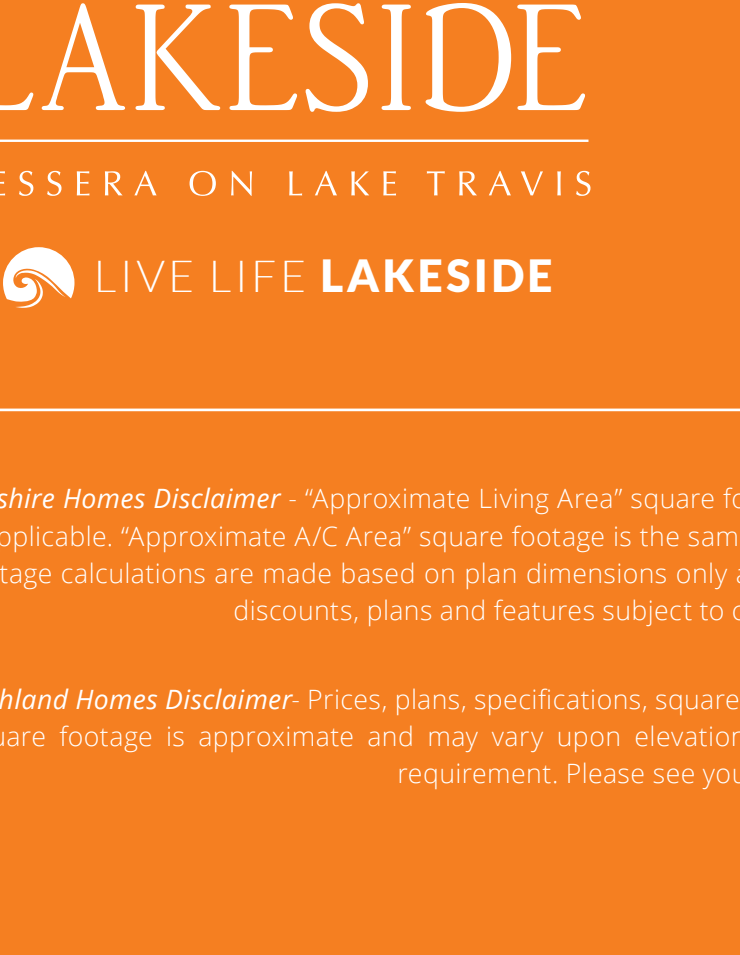 LAKESIDE
ESSERA ON LAKE TRAVIS
LIVE LIFE LAKESIDE
shire Homes Disclaimer - “Approximate Living Area” square fo
pplicable. “Approximate A/C Area” square footage is the sam
tage calculations are made based on plan dimensions only a
discounts, plans and features subject to c
hland Homes Disclaimer- Prices, plans, specifications, square
uare footage is approximate and may vary upon elevation
requirement. Please see you